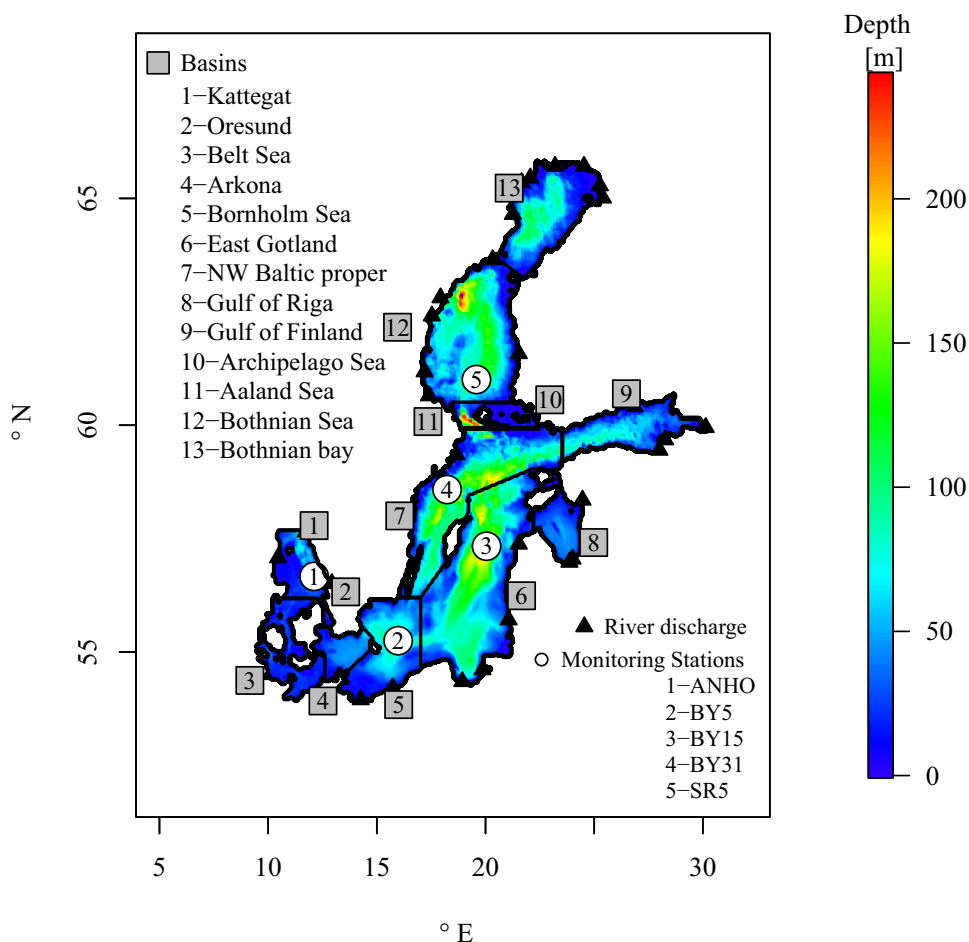 Depth
[m]
Basins
1−Kattegat
2−Oresund
3−Belt Sea
4−Arkona
5−Bornholm Sea
6−East Gotland
7−NW Baltic proper
8−Gulf of Riga
9−Gulf of Finland
10−Archipelago Sea
11−Aaland Sea
12−Bothnian Sea
13−Bothnian bay
13
12
5
11
10
9
4
7
3
8
1
1
2
6
2
3
4
5
River discharge
Monitoring Stations
1−ANHO
2−BY5
3−BY15
4−BY31
5−SR5
200
150
100
50
0
65
60
55
° N
5 10 15 20 30
° E